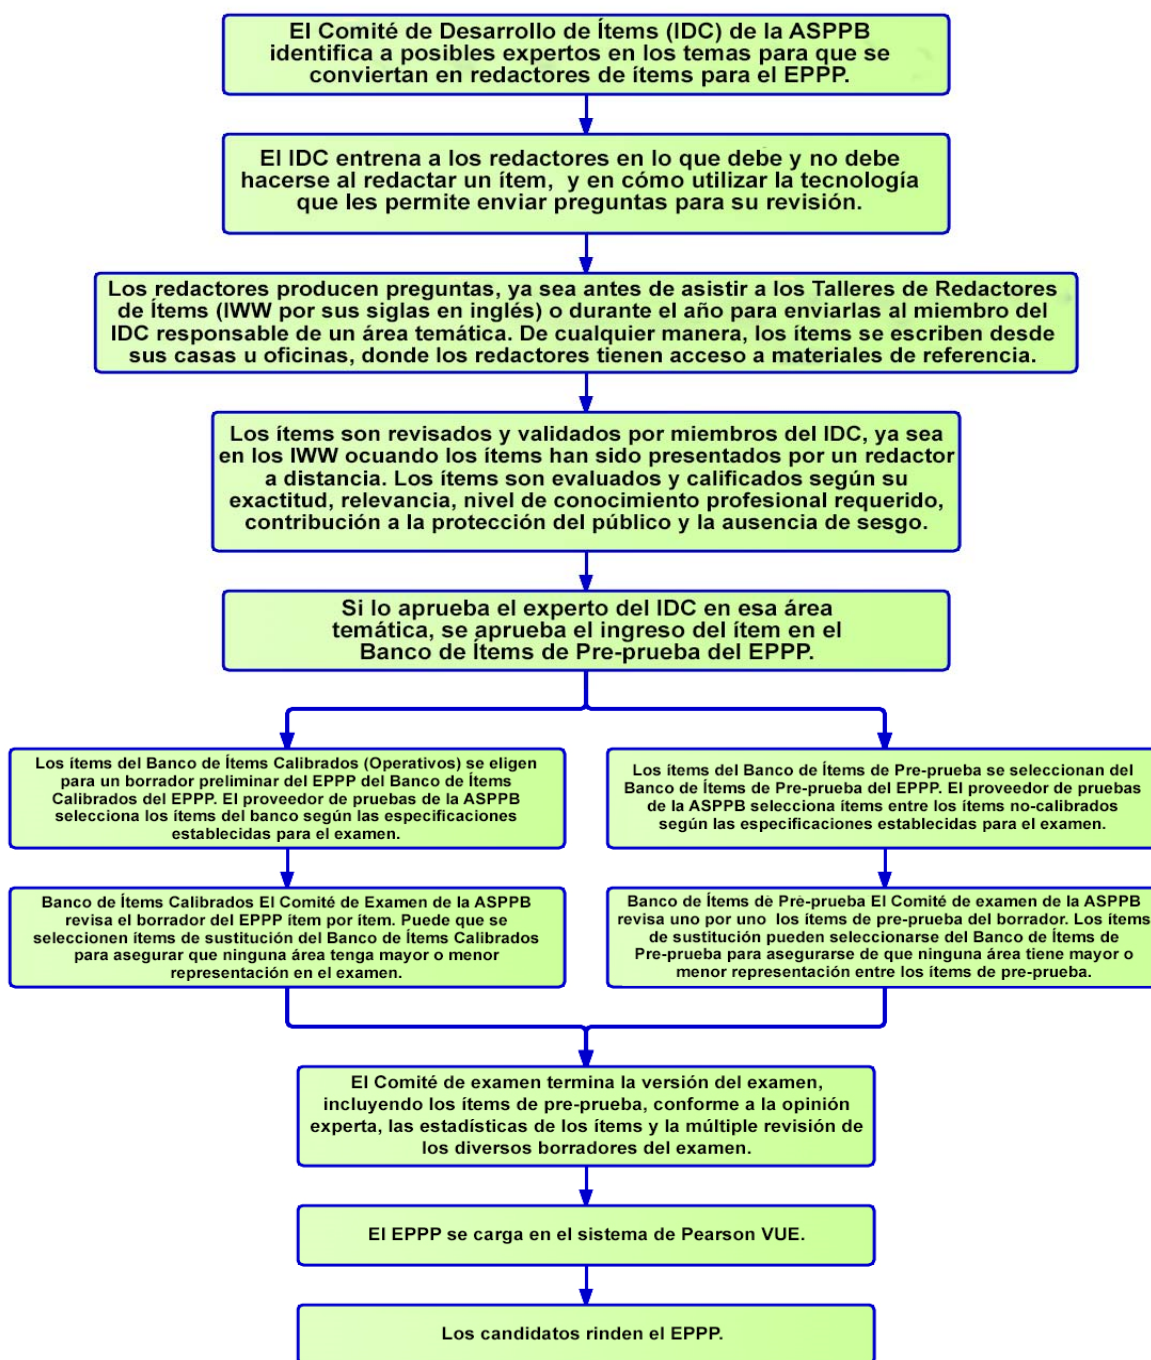 El Comité de Desarrollo de Ítems (IDC) de la ASPPB
identifica a posibles expertos en los temas para que se
conviertan en redactores de ítems para el EPPP.
El IDC entrena a los redactores en lo que debe y no debe
hacerse al redactar un ítem, y en cómo utilizar la tecnología
que les permite enviar preguntas para su revisión.
Los redactores producen preguntas, ya sea antes de asistir a los Talleres de Redactores
de Ítems (IWW por sus siglas en inglés) o durante el año para enviarlas al miembro del
IDC responsable de un área temática. De cualquier manera, los ítems se escriben desde
sus casas u oficinas, donde los redactores tienen acceso a materiales de referencia.
Los ítems son revisados y validados por miembros del IDC, ya sea
en los IWW ocuando los ítems han sido presentados por un redactor
a distancia. Los ítems son evaluados y calificados según su
exactitud, relevancia, nivel de conocimiento profesional requerido,
contribución a la protección del público y la ausencia de sesgo.
Si lo aprueba el experto del IDC en esa área
temática, se aprueba el ingreso del ítem en el
Banco de Ítems de Pre-prueba del EPPP.
Los ítems del Banco de Ítems Calibrados (Operativos) se eligen
para un borrador preliminar del EPPP del Banco de Ítems
Calibrados del EPPP. El proveedor de pruebas de la ASPPB
selecciona los ítems del banco según las especificaciones
establecidas para el examen.
Los ítems del Banco de Ítems de Pre-prueba se seleccionan del
Banco de Ítems de Pre-prueba del EPPP. El proveedor de pruebas
de la ASPPB selecciona ítems entre los ítems no-calibrados
según las especificaciones establecidas para el examen.
Banco de Ítems Calibrados El Comité de Examen de la ASPPB
revisa el borrador del EPPP ítem por ítem. Puede que se
seleccionen ítems de sustitución del Banco de Ítems Calibrados
para asegurar que ninguna área tenga mayor o menor
representación en el examen.
Banco de Ítems de Pre-prueba El Comité de examen de la ASPPB
revisa uno por uno los ítems de pre-prueba del borrador. Los ítems
de sustitución pueden seleccionarse del Banco de Ítems de
Pre-prueba para asegurarse de que ninguna área tiene mayor o
menor representación entre los ítems de pre-prueba.
El Comité de examen termina la versión del examen,
incluyendo los ítems de pre-prueba, conforme a la opinión
experta, las estadísticas de los ítems y la múltiple revisión de
los diversos borradores del examen.
El EPPP se carga en el sistema de Pearson VUE.
Los candidatos rinden el EPPP.